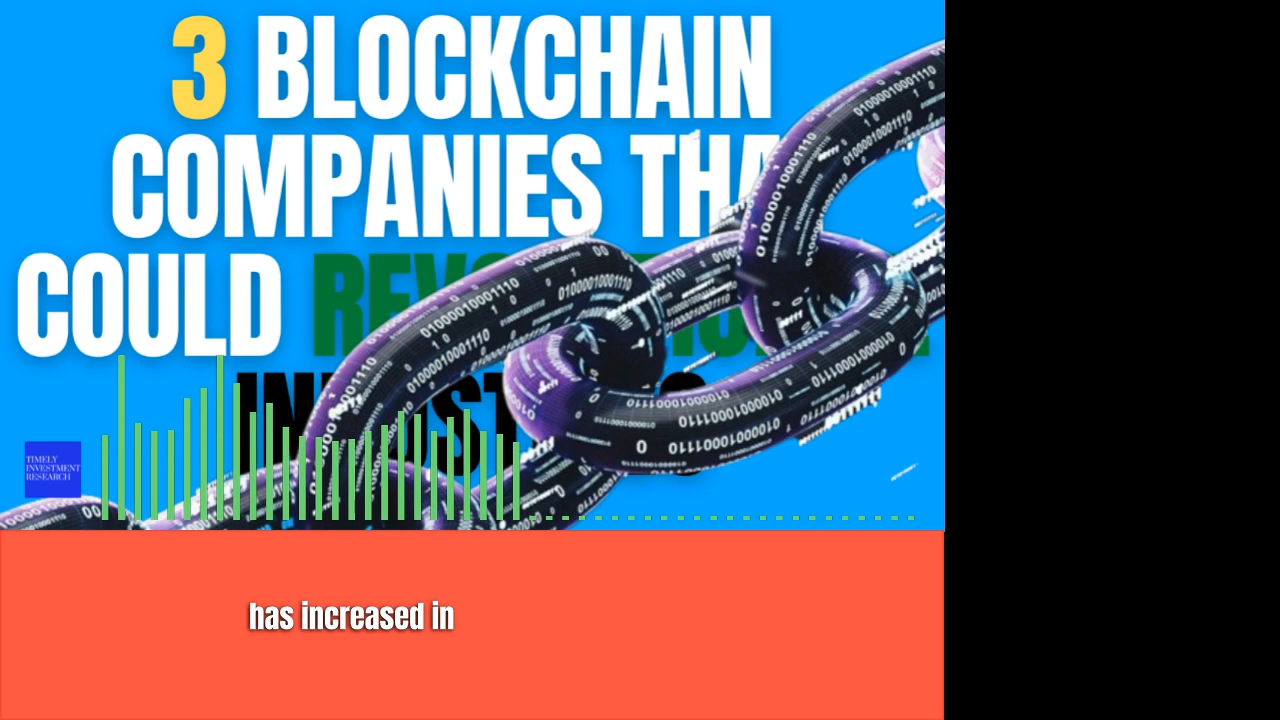 3 BLOCKCHAIN
COMPANIES THA
COULD
TIMELY
INVESTMENT
RESEARCH
has increased in